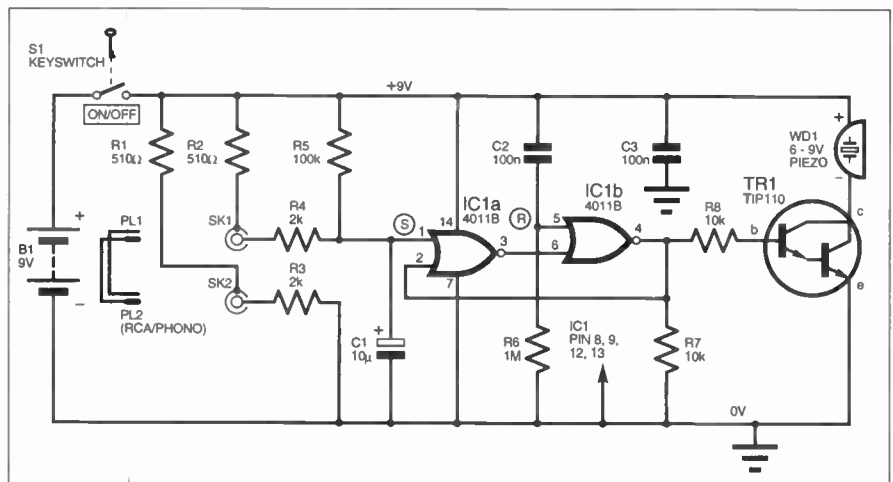 S1
KEYSWITCH
ON/OFF
+9V
R1
510Ω
R2
510Ω
R5
100k
C2
100n
C3
100n
+
WD1
6 - 9V
PIEZO
-
IC1a
4011B
IC1b
4011B
TR1
TIP110
R8
10k
b
c
e
SK1
R4
2k
S
1
14
2
3
7
R
5
6
4
B1
9V
+
-
PL1
PL2
(RCA/PHONO)
SK2
R3
2k
+
C1
10µ
R6
1M
IC1
PIN 8, 9,
12, 13
R7
10k
0V